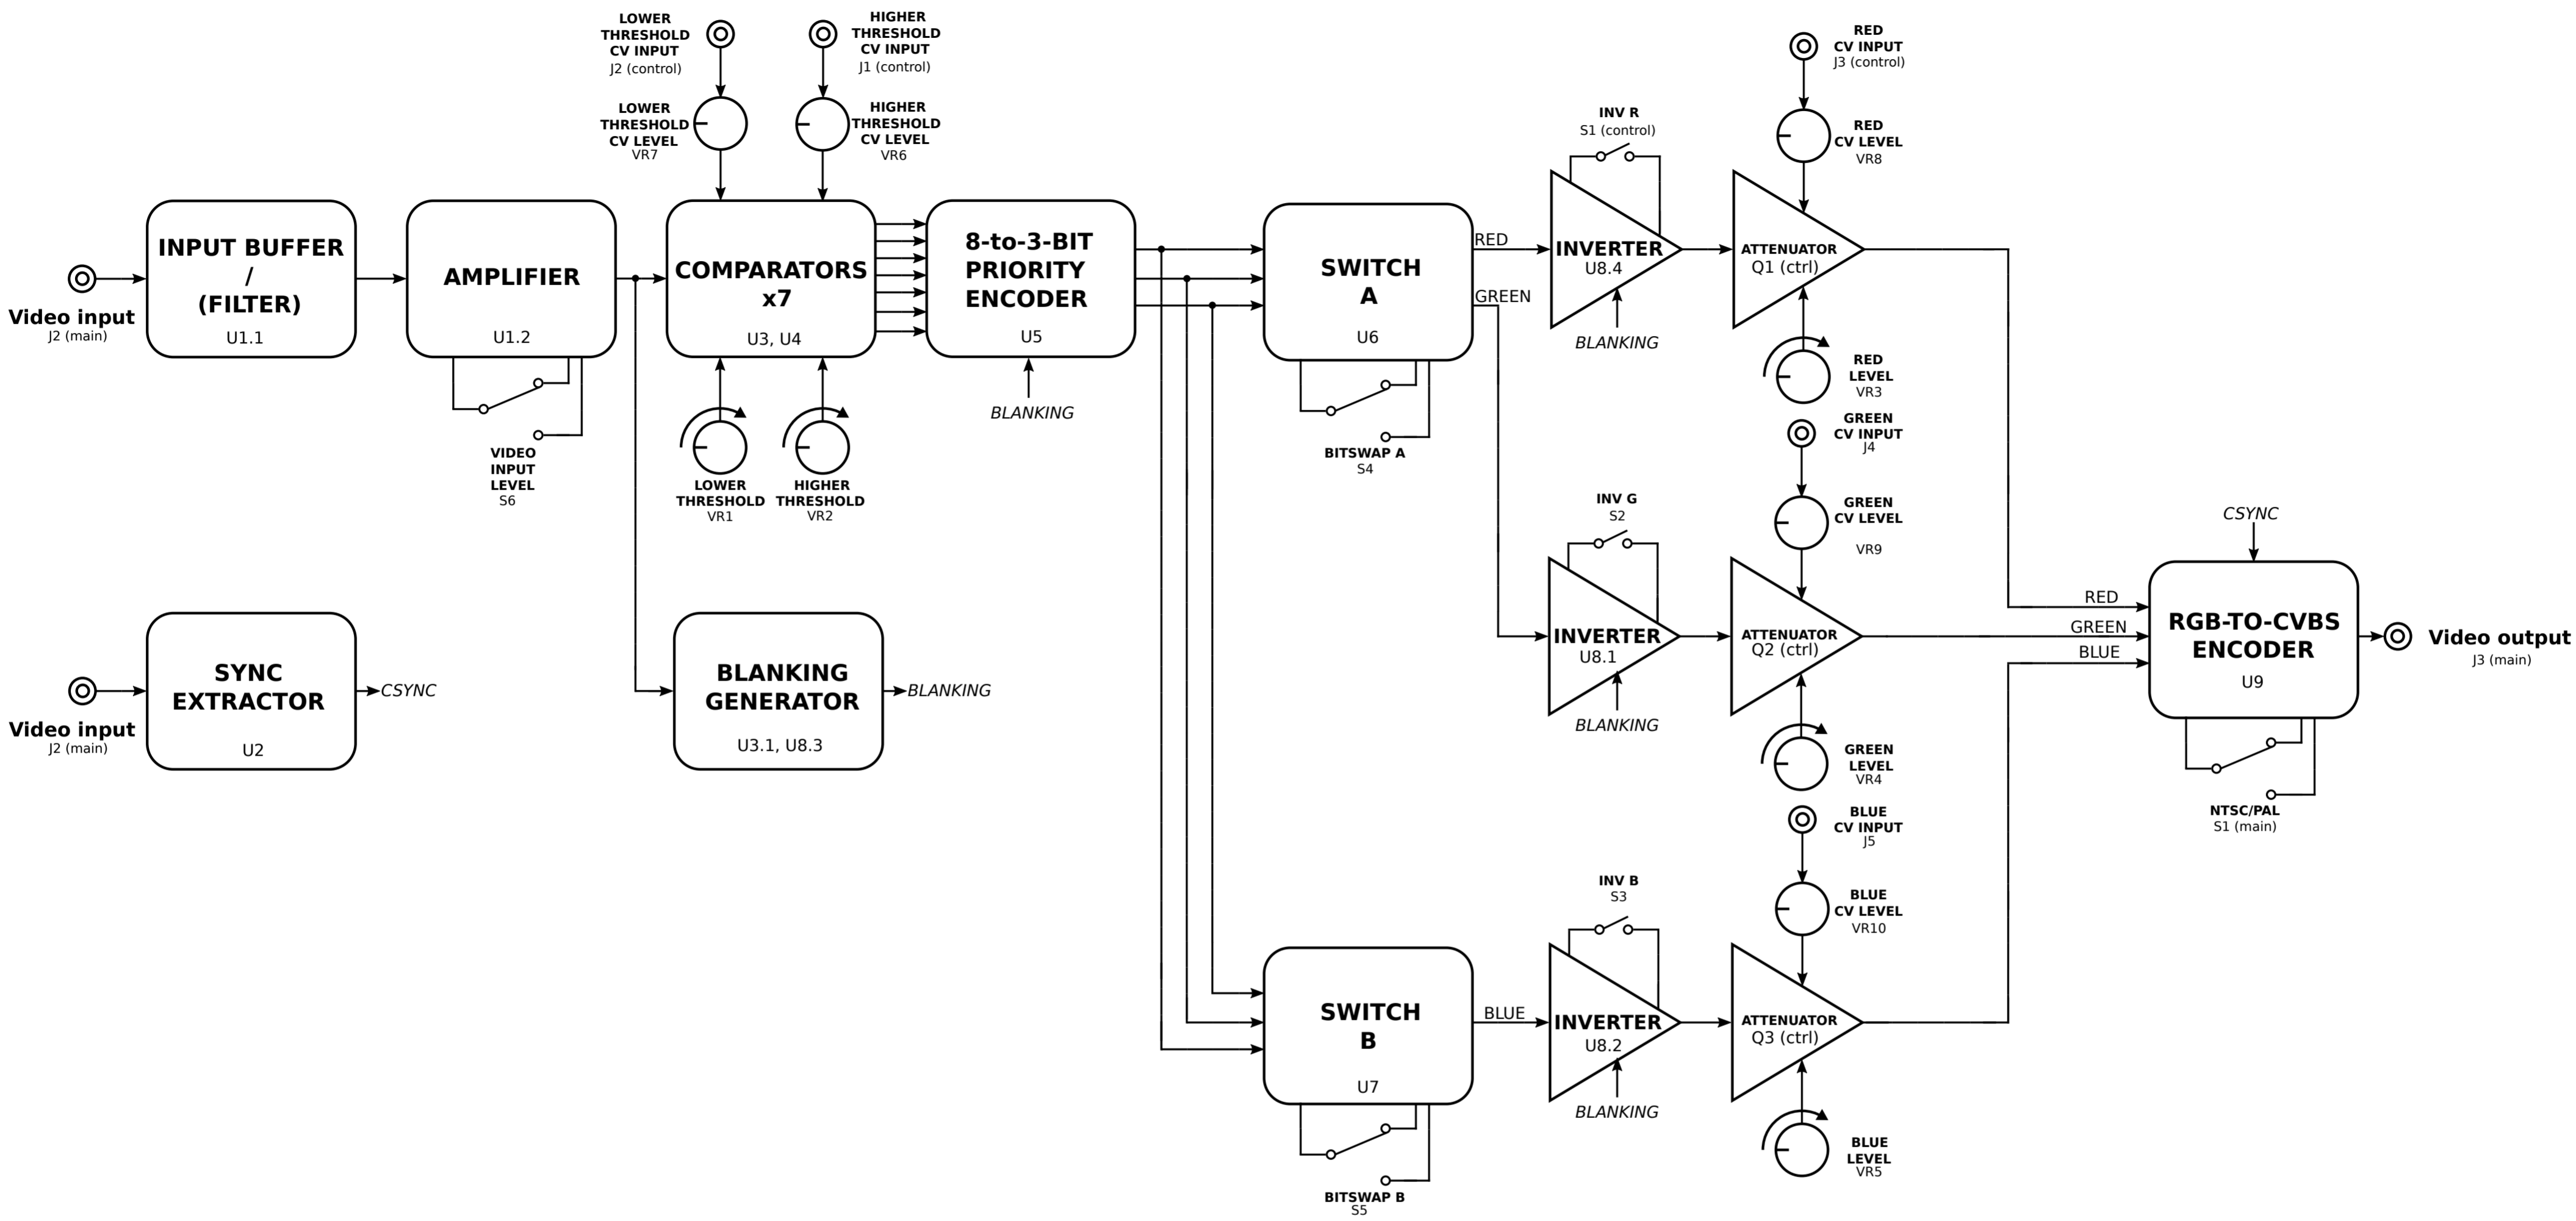 LOWER
THRESHOLD
CV INPUT
J2 (control)
HIGHER
THRESHOLD
CV INPUT
J1 (control)
LOWER
THRESHOLD
CV LEVEL
VR7
HIGHER
THRESHOLD
CV LEVEL
VR6
RED
CV INPUT
J3 (control)
RED
CV LEVEL
VR8
INV R
S1 (control)
Video input
J2 (main)
INPUT BUFFER
/
(FILTER)
U1.1
AMPLIFIER
U1.2
VIDEO
INPUT
LEVEL
S6
COMPARATORS
x7
U3, U4
LOWER
THRESHOLD
VR1
HIGHER
THRESHOLD
VR2
8-to-3-BIT
PRIORITY
ENCODER
U5
BLANKING
SWITCH
A
U6
BITSWAP A
S4
RED
GREEN
INVERTER
U8.4
BLANKING
ATTENUATOR
Q1 (ctrl)
RED
LEVEL
VR3
GREEN
CV INPUT
J4
GREEN
CV LEVEL
VR9
INV G
S2
INVERTER
U8.1
BLANKING
ATTENUATOR
Q2 (ctrl)
GREEN
LEVEL
VR4
Video input
J2 (main)
SYNC
EXTRACTOR
U2
CSYNC
BLANKING
GENERATOR
U3.1, U8.3
BLANKING
CSYNC
RED
GREEN
BLUE
RGB-TO-CVBS
ENCODER
U9
Video output
J3 (main)
NTSC/PAL
S1 (main)
BLUE
CV INPUT
J5
BLUE
CV LEVEL
VR10
INV B
S3
SWITCH
B
U7
BITSWAP B
S5
BLUE
INVERTER
U8.2
BLANKING
ATTENUATOR
Q3 (ctrl)
BLUE
LEVEL
VR5